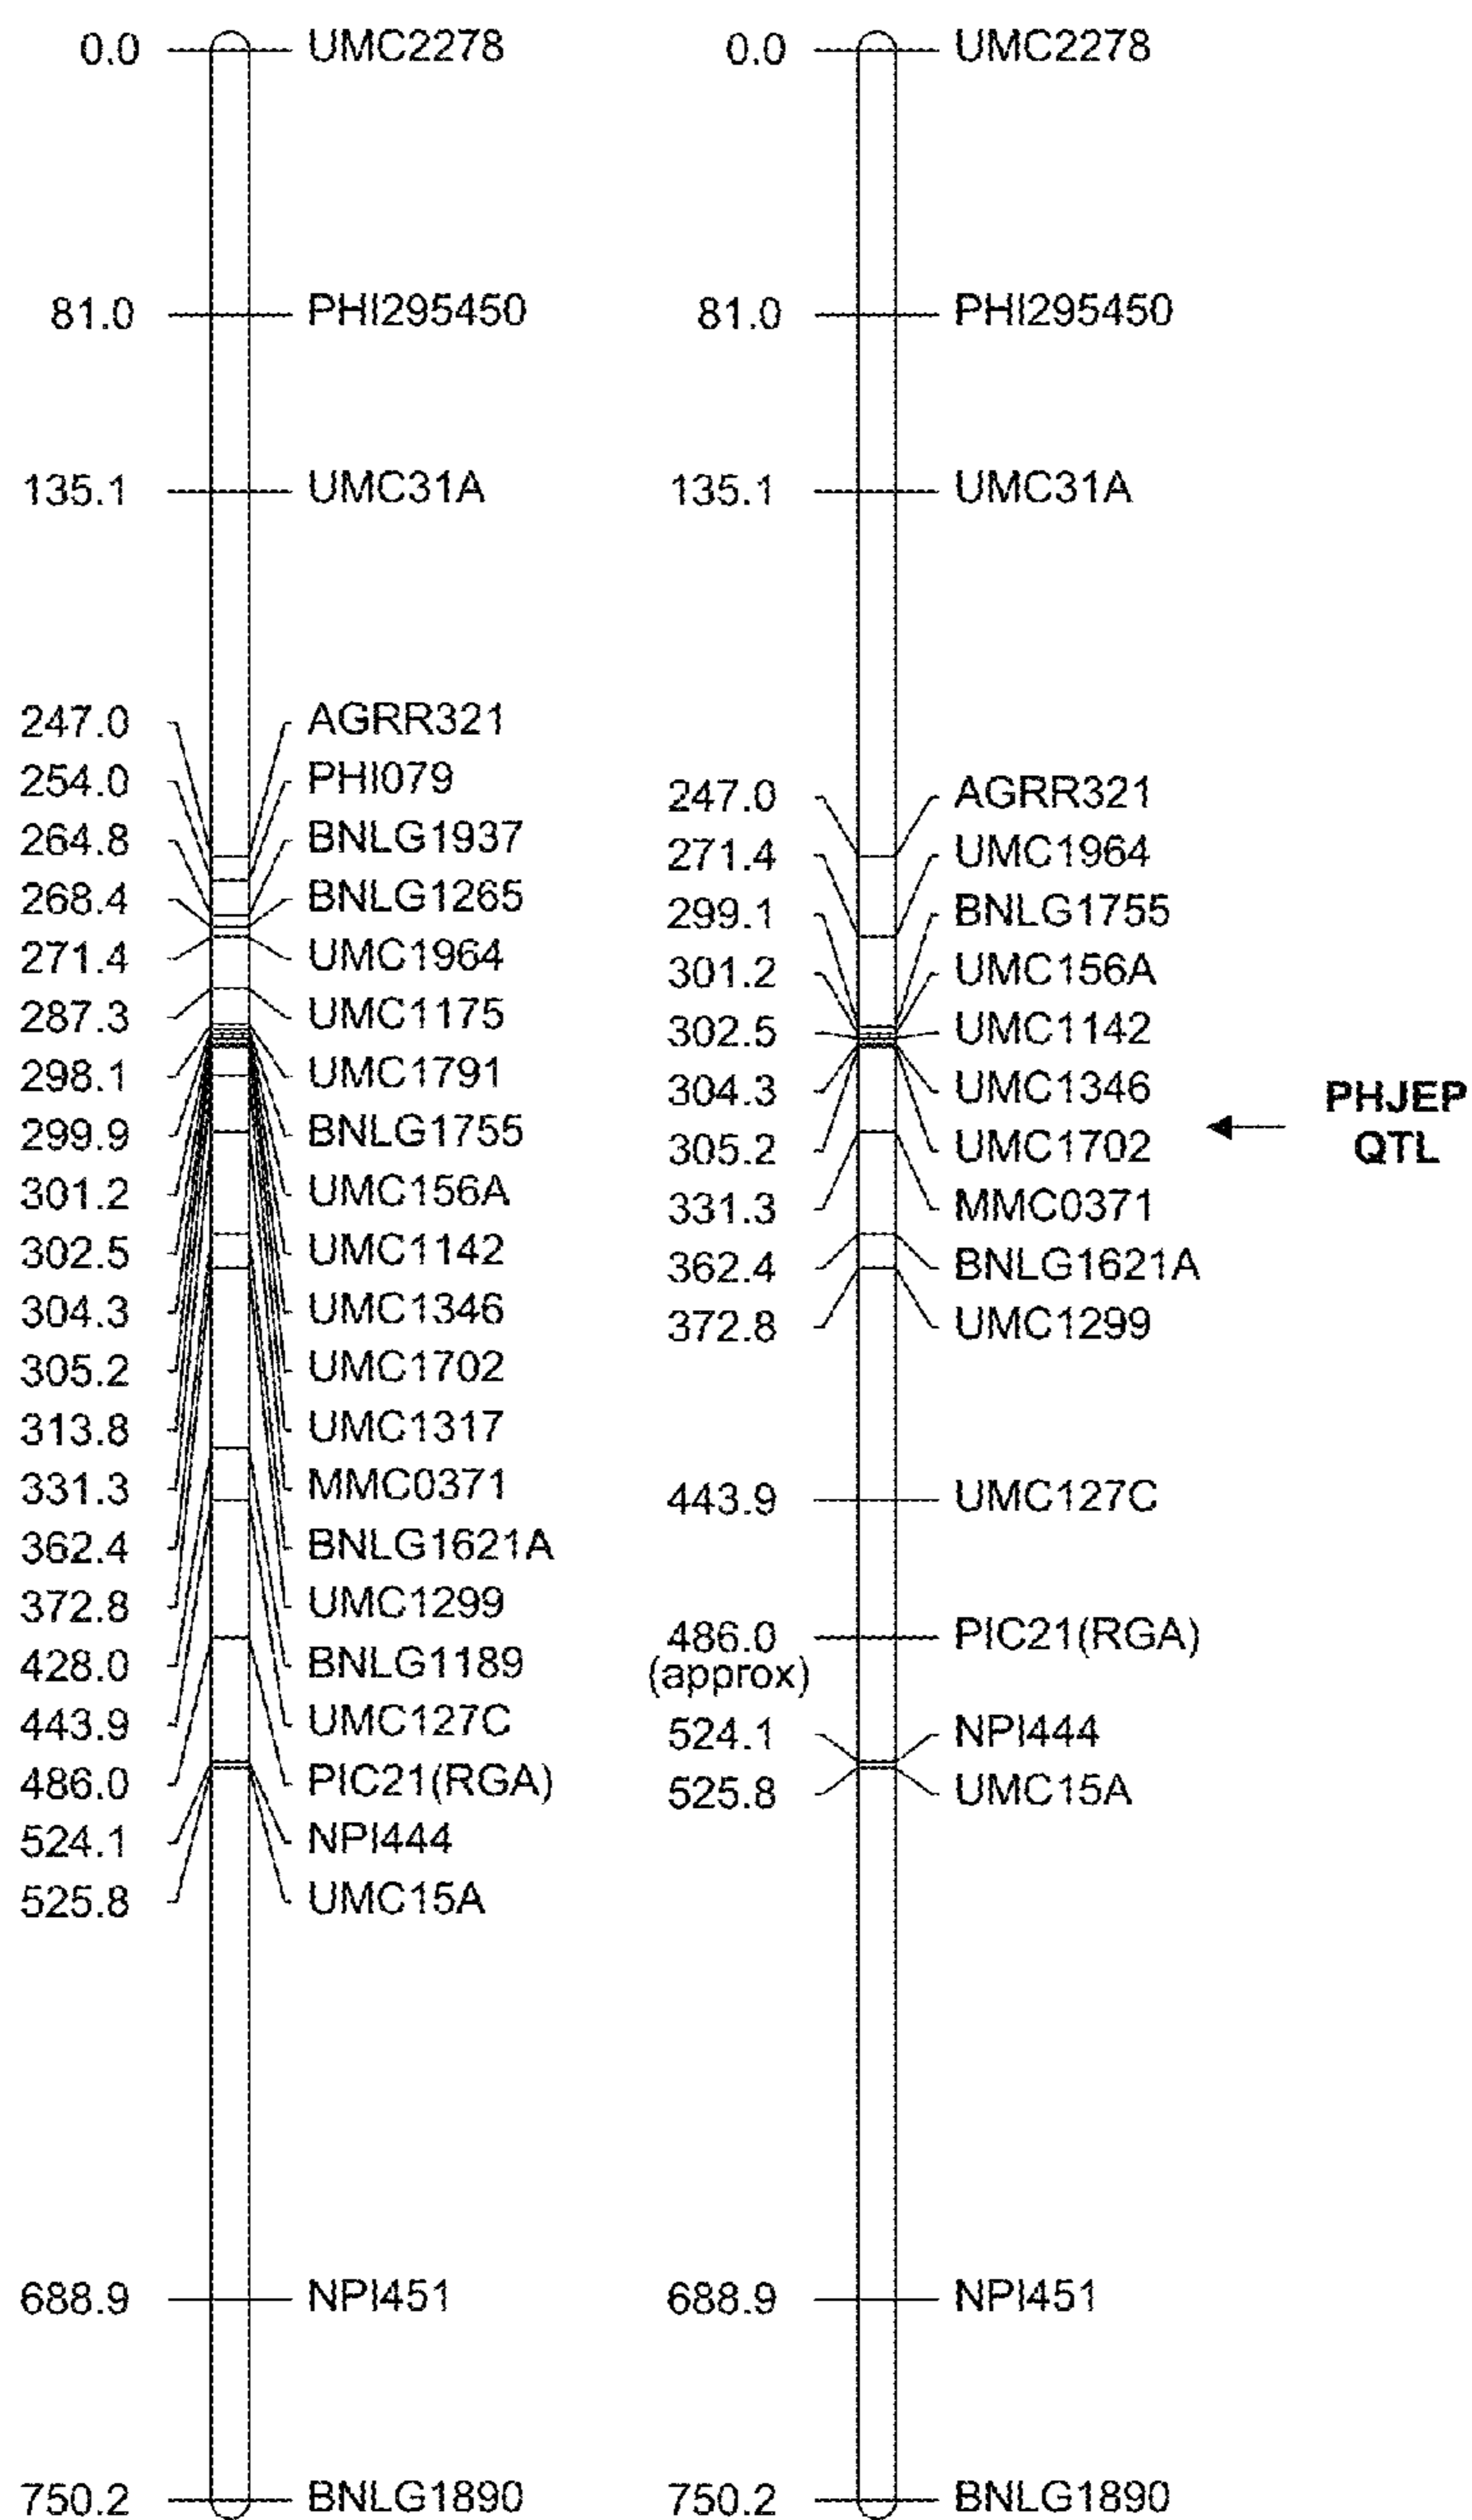 0.0 UMC2278
81.0 PHI295450
135.1 UMC31A
247.0 AGRR321
254.0 PHI079
264.8 BNLG1937
268.4 BNLG1265
271.4 UMC1964
287.3 UMC1175
298.1 UMC1791
299.9 BNLG1755
301.2 UMC156A
302.5 UMC1142
304.3 UMC1346
305.2 UMC1702
313.8 UMC1317
331.3 MMC0371
362.4 BNLG1621A
372.8 UMC1299
428.0 BNLG1189
443.9 UMC127C
486.0 PIC21(RGA)
524.1 NPI444
525.8 UMC15A
688.9 NPI451
750.2 BNLG1890
0.0 UMC2278
81.0 PHI295450
135.1 UMC31A
247.0 AGRR321
271.4 UMC1964
299.1 BNLG1755
301.2 UMC156A
302.5 UMC1142
304.3 UMC1346
305.2 UMC1702
331.3 MMC0371
362.4 BNLG1621A
372.8 UMC1299
443.9 UMC127C
486.0 PIC21(RGA)
(approx)
524.1 NPI444
525.8 UMC15A
688.9 NPI451
750.2 BNLG1890
PHJEP
QTL